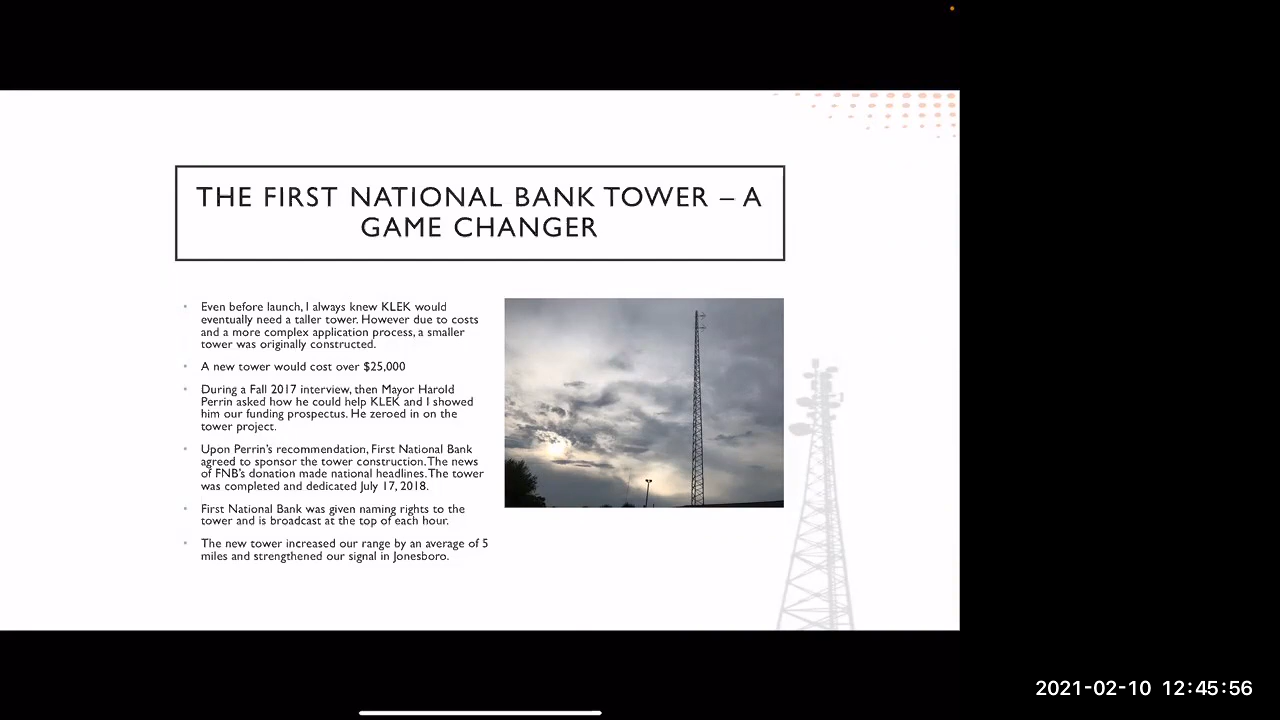 THE FIRST NATIONAL BANK TOWER – A
GAME CHANGER
• Even before launch, I always knew KLEK would
eventually need a taller tower. However due to costs
and a more complex application process, a smaller
tower was originally constructed.
• A new tower would cost over $25,000
• During a Fall 2017 interview, then Mayor Harold
Perrin asked how he could help KLEK and I showed
him our funding prospectus. He zeroed in on the
tower project.
• Upon Perrin's recommendation, First National Bank
agreed to sponsor the tower construction. The news
of FNB's donation made national headlines. The tower
was completed and dedicated July 17, 2018.
• First National Bank was given naming rights to the
tower and is broadcast at the top of each hour.
• The new tower increased our range by an average of 5
miles and strengthened our signal in Jonesboro.
2021-02-10 12:45:56